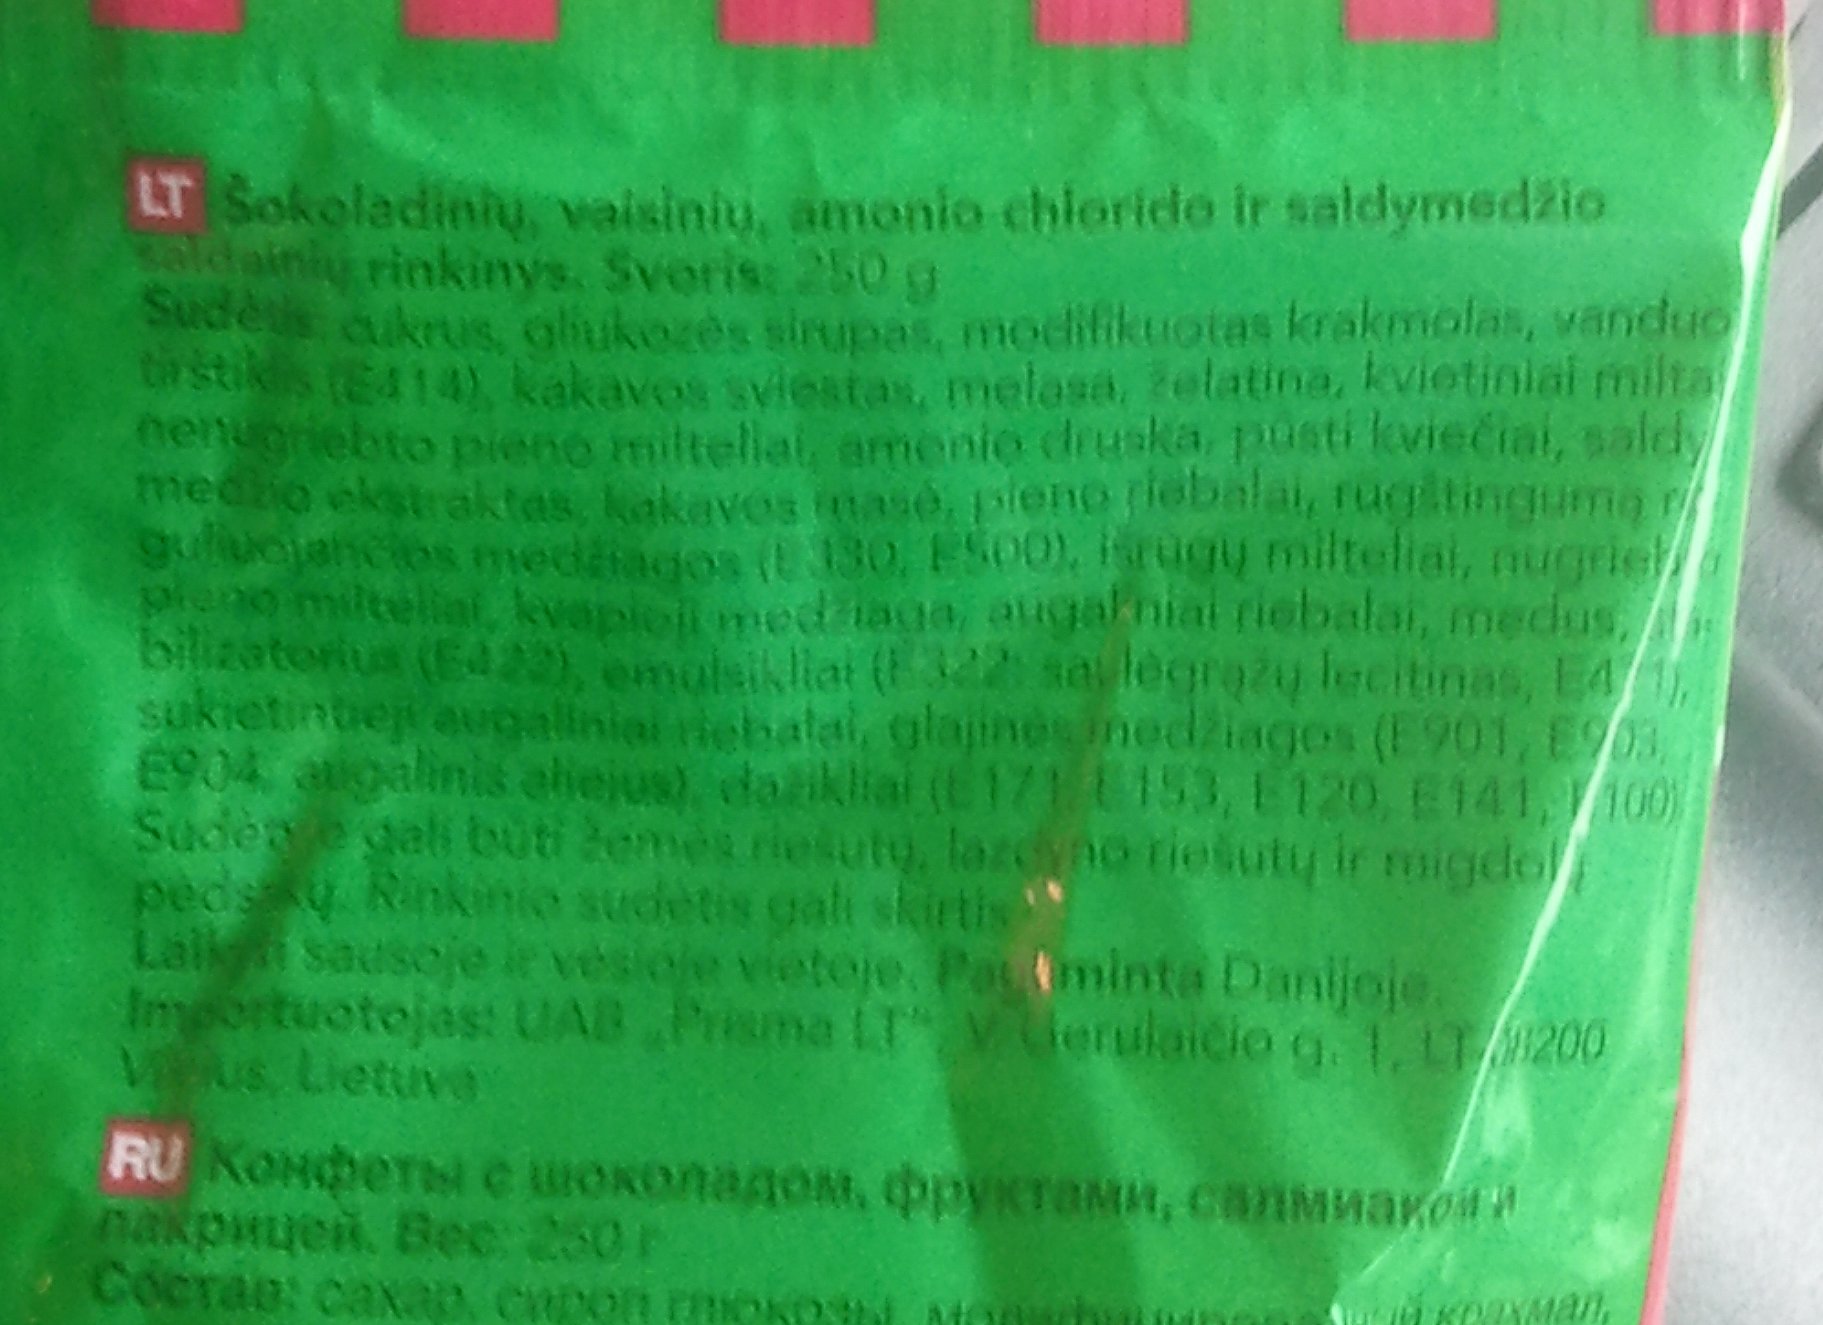 LT Šokoladinių, vaisinių, amonio chlorido ir saldymedžio
saldainių rinkinys. Svoris: 250 g
Sudėtis: cukrus, gliukozės sirupas, modifikuotas krakmolas, vanduo
tirštiklis (E414), kakavos sviestas, melasa, želatina, kvietiniai milta
nenugriebto pieno milteliai, amonio druska, pūsti kviečiai, saldy
medžio ekstraktas, kakavos masė, pieno riebalai, rūgštingumą r
guliuojančios medžiagos (E330, E500), išrūgų milteliai, nugriebto
pieno milteliai, kvapioji medžiaga, augaliniai riebalai, medus,
bilizatorius (E422), emulsikliai (E322: saulėgrąžų lecitinas, E471),
sukietintieji augaliniai riebalai, glajinės medžiagos (E901, E903,
E904, augalinis aliejus), dažikliai (E171, E153, E120, E141, E100)
Sudėtyje gali būti žemės riešutų, lazdyno riešutų ir migdolų
pėdsakų. Rinkinio sudėtis gali skirtis.
Laikyti sausoje ir vėsioje vietoje. Pagaminta Danijoje.
Importuotojas: UAB „Prisma LT“, V. Gerulaičio g. 1, LT-08200
Vilnius, Lietuva
RU Конфеты с шоколадом, фруктами, салмиаком и
лакрицей. Вес: 250 г
Состав: сахар, сироп глюкозы, модифицированный крахмал,